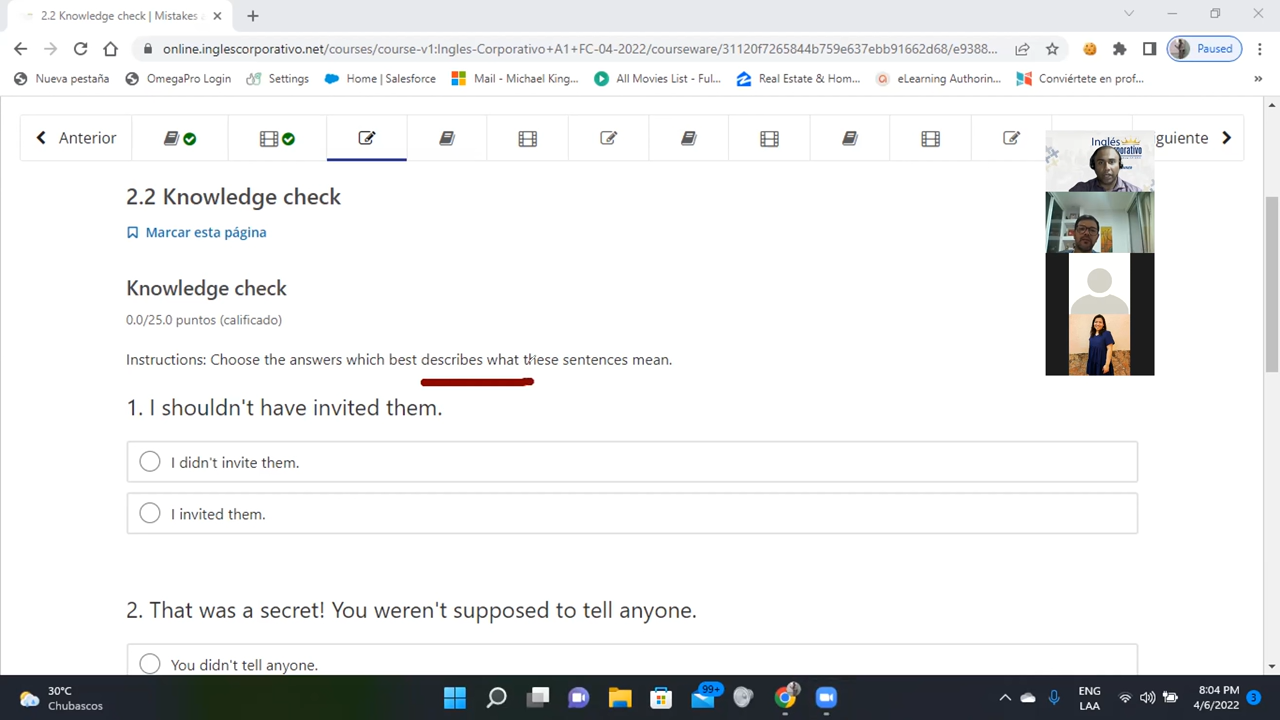 2.2 Knowledge check | Mistakes
online.inglescorporativo.net/courses/course-v1:Ingles-Corporativo+A1+FC-04-2022/courseware/31120f7265844b759e637ebb91662d68/e9388...
Paused
Nueva pestaña
OmegaPro Login
Settings
Home | Salesforce
Mail - Michael King...
All Movies List - Ful...
Real Estate & Hom...
eLearning Authorin...
Conviértete en prof...
»
Anterior
guiente
Inglés
2.2 Knowledge check
Marcar esta página
Knowledge check
0.0/25.0 puntos (calificado)
Instructions: Choose the answers which best describes what these sentences mean.
1. I shouldn't have invited them.
I didn't invite them.
I invited them.
2. That was a secret! You weren't supposed to tell anyone.
You didn't tell anyone.
30°C
Chubascos
99+
ENG
LAA
8:04 PM
4/6/2022
3